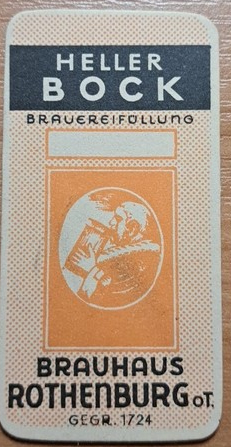 HELLER
BOCK
BRAUEREIFÜLLUNG
BRAUHAUS
ROTHENBURG o.T.
GEGR. 1724